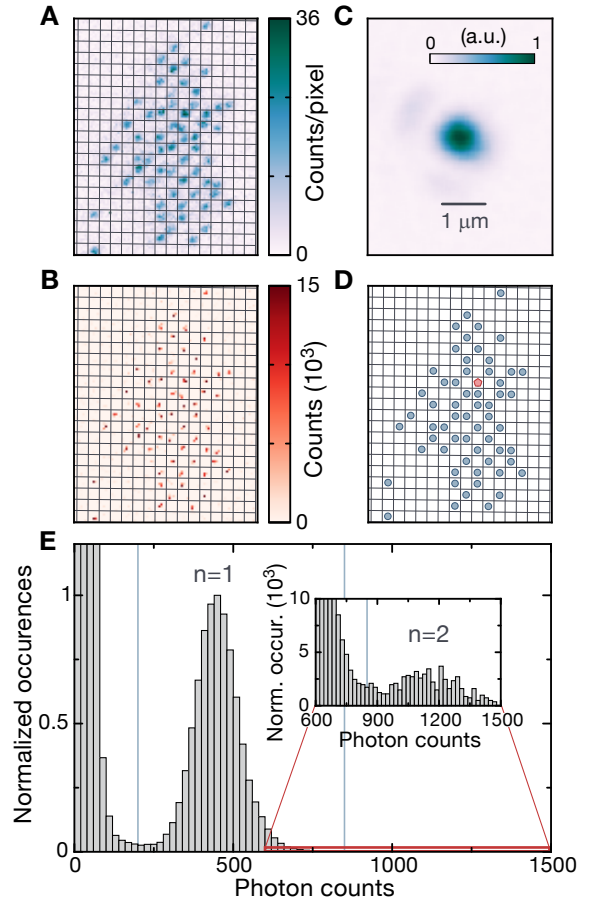 A
36
Counts/pixel
0
C
0 (a.u.) 1
1 μm
B
15
Counts (10³)
0
D
E
Normalized occurences
1
0.5
0
n=1
0 500 1000 1500
Photon counts
Norm. occur. (10³)
10
5
0
n=2
600 900 1200 1500
Photon counts